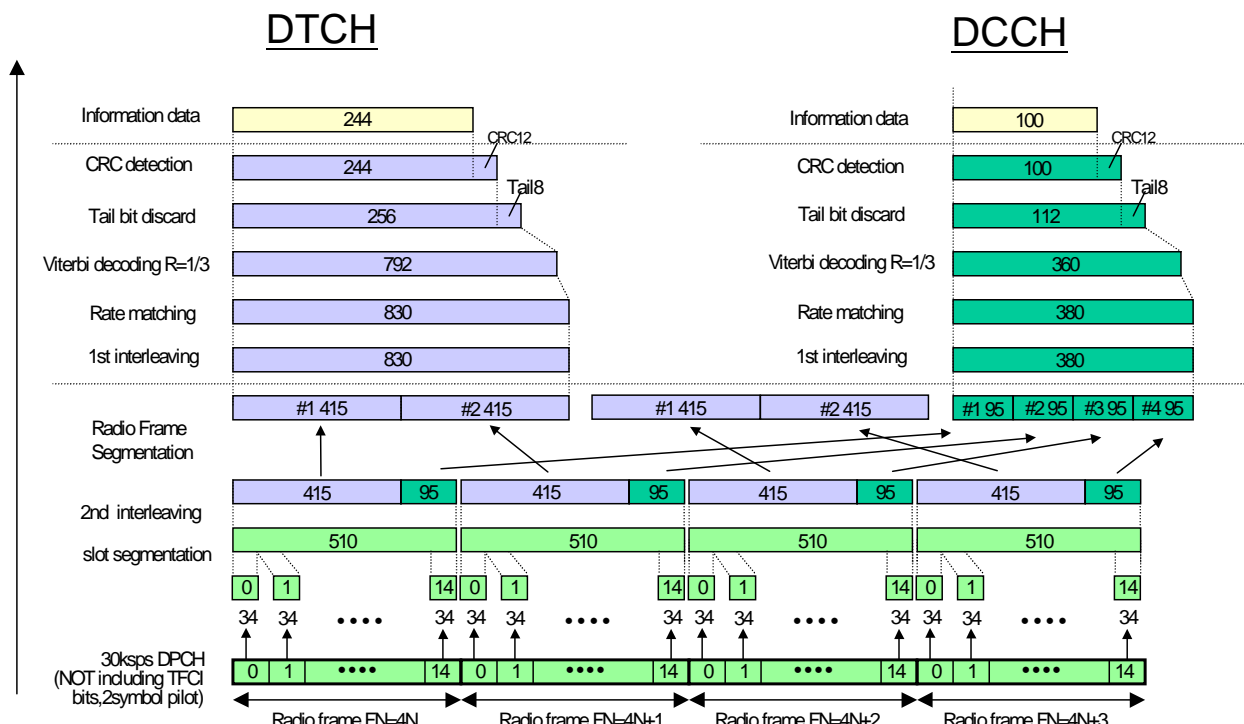 DTCH DCCH
Information data 244 Information data 100
CRC12 CRC12
CRC detection 244 CRC detection 100
Tail8 Tail8
Tail bit discard 256 Tail bit discard 112
Viterbi decoding R=1/3 792 Viterbi decoding R=1/3 360
Rate matching 830 Rate matching 380
1st interleaving 830 1st interleaving 380
#1 415 #2 415 #1 415 #2 415 #1 95 #2 95 #3 95 #4 95
Radio Frame
Segmentation
415 95 415 95 415 95 415 95
2nd interleaving
510 510 510 510
slot segmentation
0 1 14 0 1 14 0 1 14 0 1 14
34 34 •••• 34 34 34 •••• 34 34 34 •••• 34 34 34 •••• 34
30ksps DPCH
(NOT including TFCI
bits,2symbol pilot)
0 1 •••• 14 0 1 •••• 14 0 1 •••• 14 0 1 •••• 14
Radio frame FN=4N Radio frame FN=4N+1 Radio frame FN=4N+2 Radio frame FN=4N+3